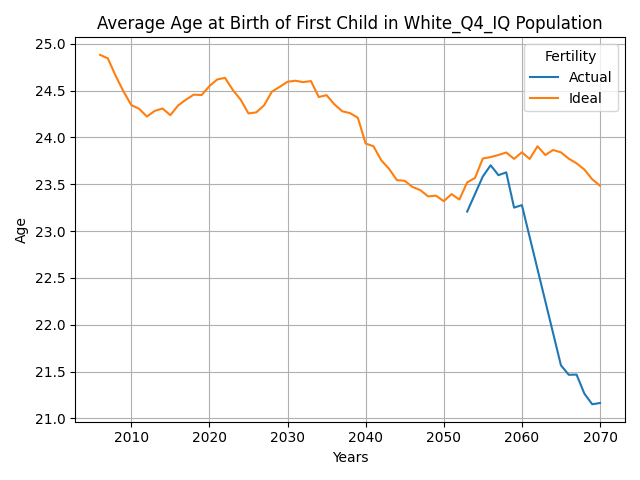 Average Age at Birth of First Child in White_Q4_IQ Population
Fertility
Actual
Ideal
Age
25.0
24.5
24.0
23.5
23.0
22.5
22.0
21.5
21.0
2010 2020 2030 2040 2050 2060 2070
Years